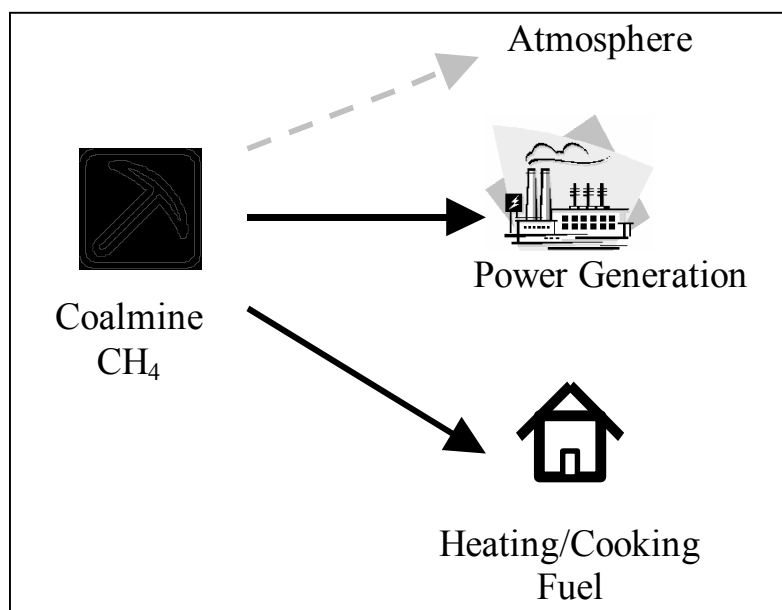 Atmosphere
Power Generation
Coalmine
CH₄
Heating/Cooking
Fuel